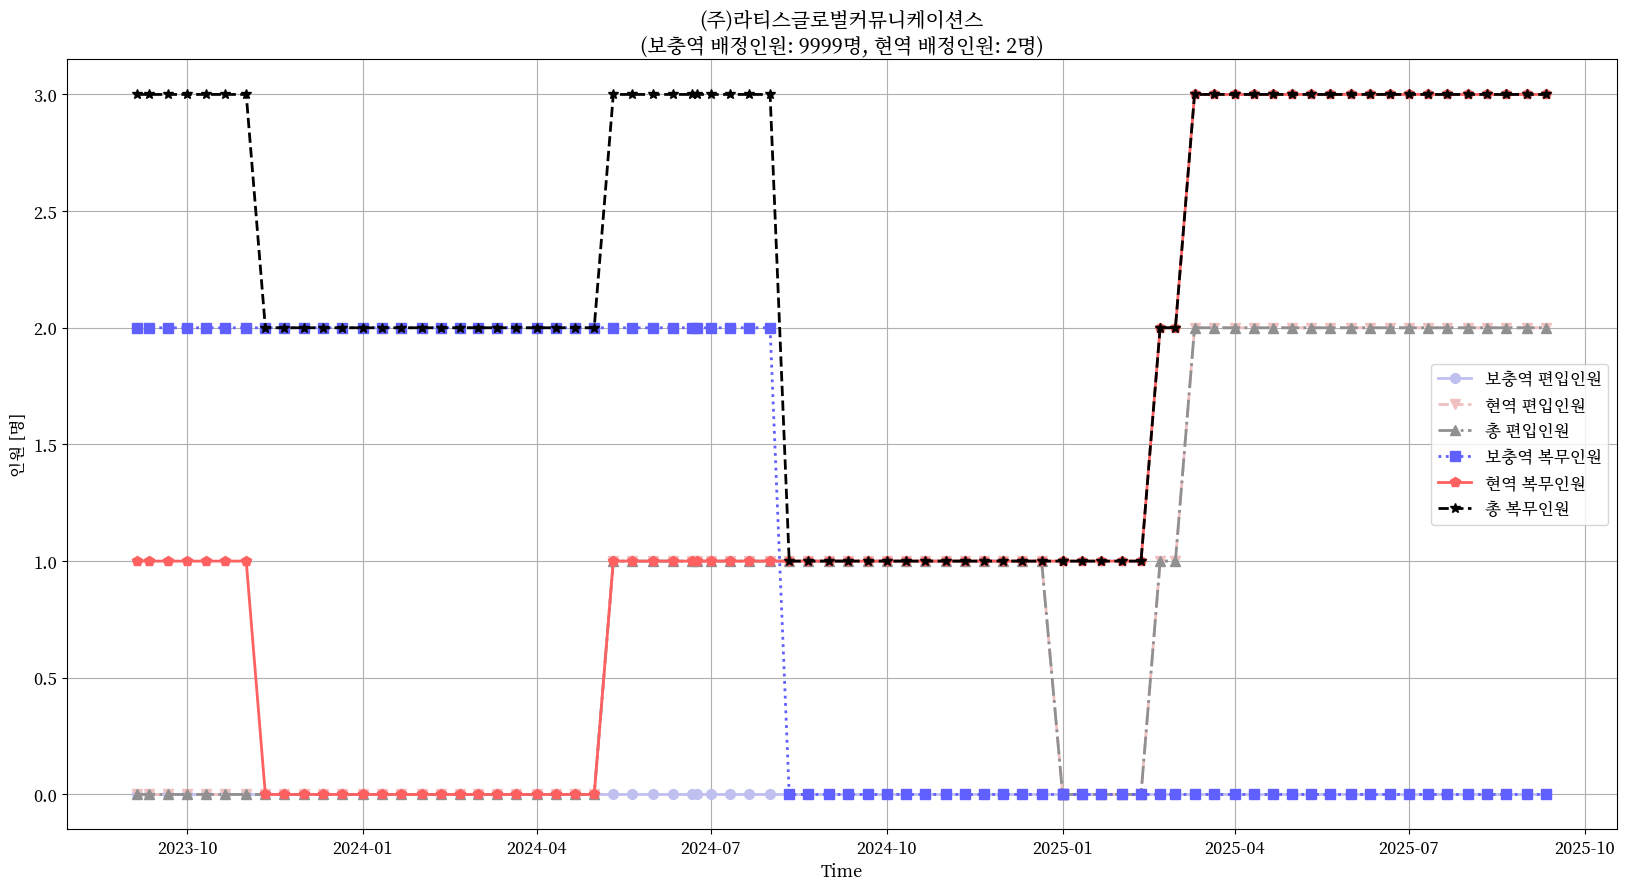 (주)라티스글로벌커뮤니케이션스
(보충역 배정인원: 9999명, 현역 배정인원: 2명)
3.0
2.5
2.0
1.5
1.0
0.5
0.0
인원 [명]
보충역 편입인원
현역 편입인원
총 편입인원
보충역 복무인원
현역 복무인원
총 복무인원
2023-10
2024-01
2024-04
2024-07
2024-10
2025-01
2025-04
2025-07
2025-10
Time